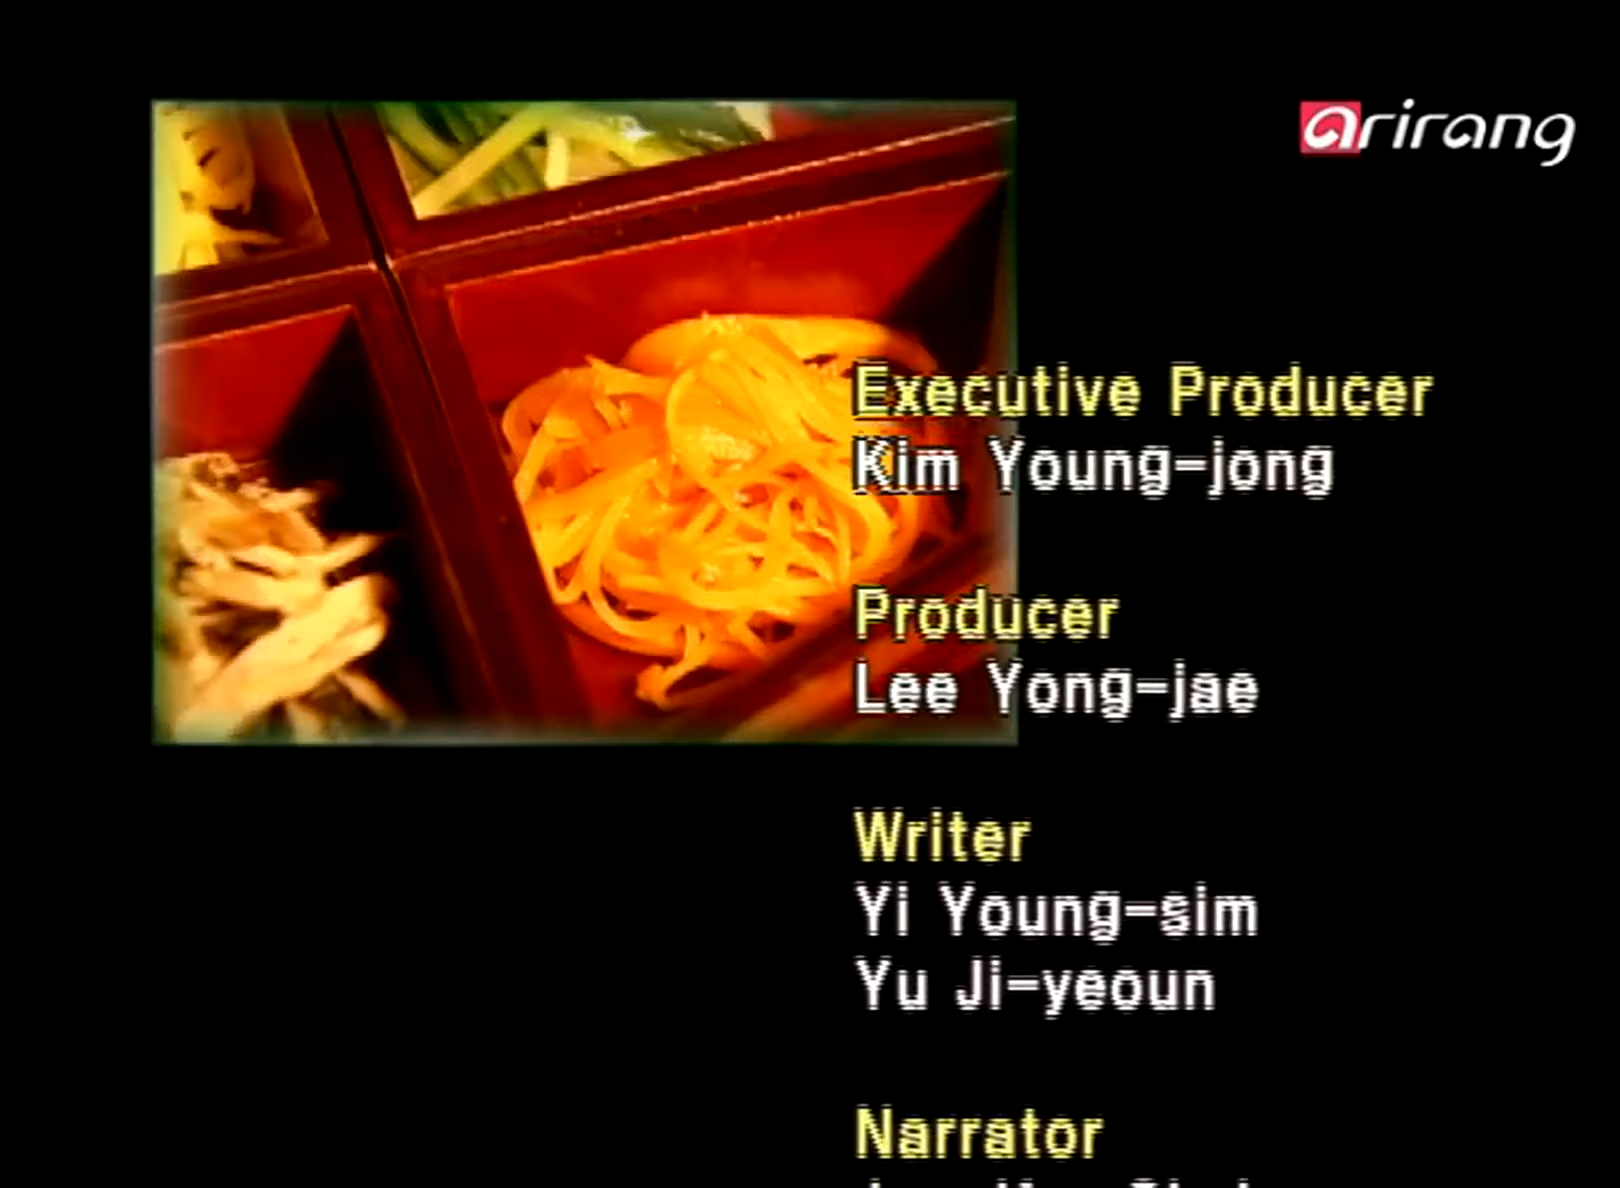 arirang
Executive Producer
Kim Young-jong
Producer
Lee Yong-jae
Writer
Yi Young-sim
Yu Ji-yeoun
Narrator